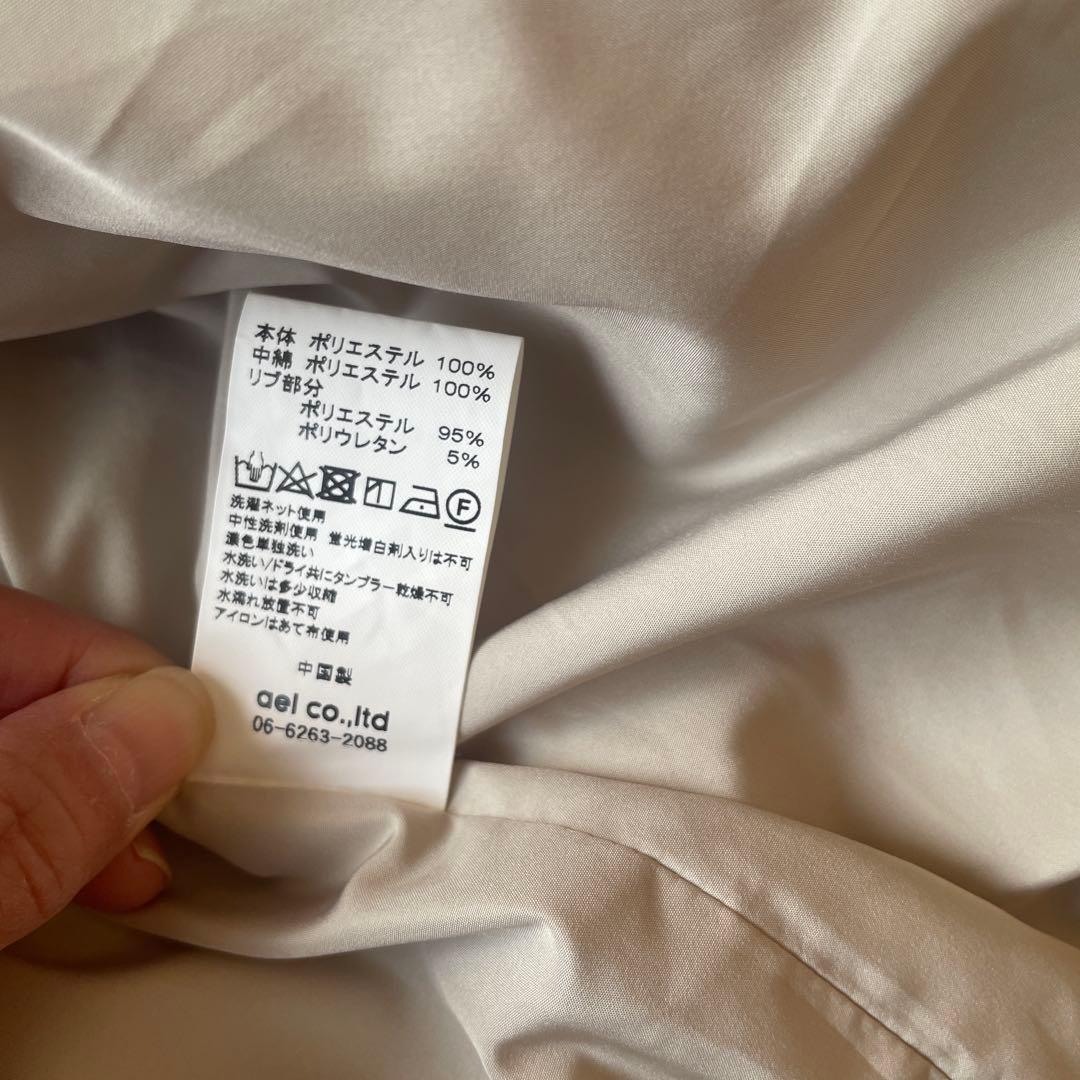 本体 ポリエステル 100%
中綿 ポリエステル 100%
リブ部分
ポリエステル 95%
ポリウレタン 5%
F
洗濯ネット使用
中性洗剤使用 蛍光増白剤入りは不可
濃色単独洗い
水洗い/ドライ共にタンブラー乾燥不可
水洗いは多少収縮
水濡れ放置不可
アイロンはあて布使用
中国製
ael co.,ltd
06-6263-2088